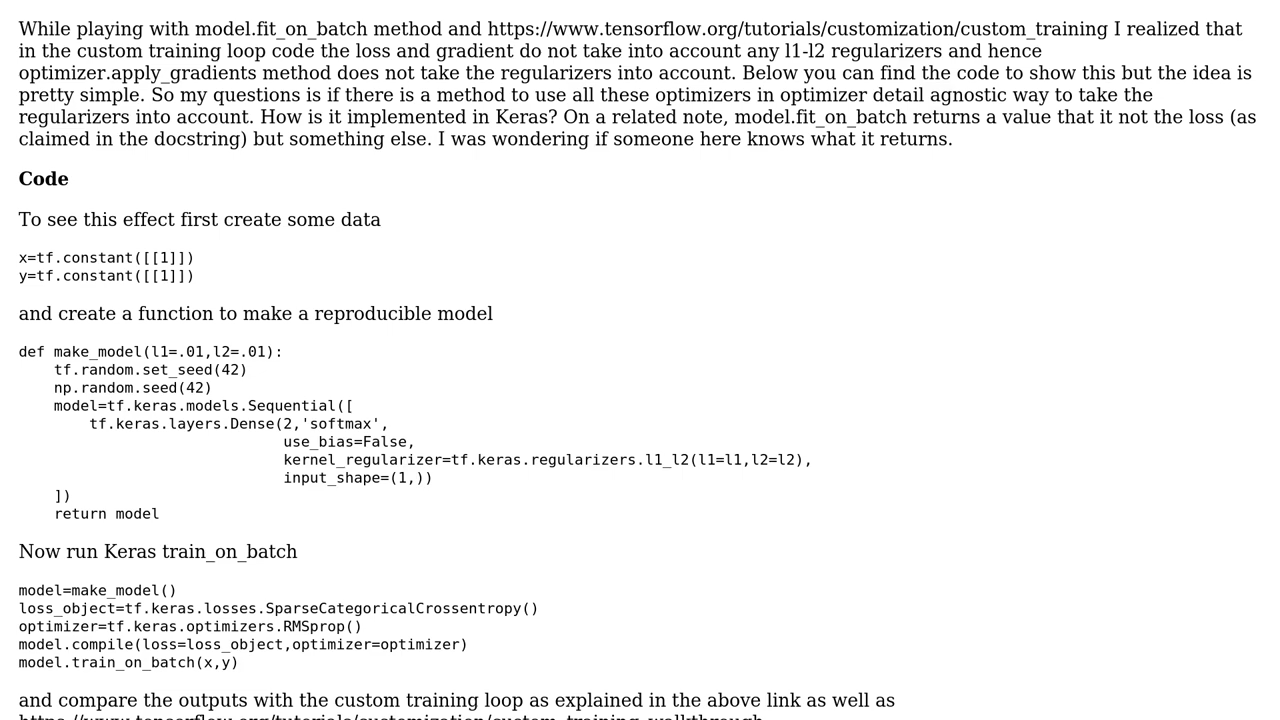 While playing with model.fit_on_batch method and https://www.tensorflow.org/tutorials/customization/custom_training I realized that
in the custom training loop code the loss and gradient do not take into account any l1-l2 regularizers and hence
optimizer.apply_gradients method does not take the regularizers into account. Below you can find the code to show this but the idea is
pretty simple. So my questions is if there is a method to use all these optimizers in optimizer detail agnostic way to take the
regularizers into account. How is it implemented in Keras? On a related note, model.fit_on_batch returns a value that it not the loss (as
claimed in the docstring) but something else. I was wondering if someone here knows what it returns.
Code
To see this effect first create some data
x=tf.constant([[1]])
y=tf.constant([[1]])
and create a function to make a reproducible model
def make_model(l1=.01,l2=.01):
    tf.random.set_seed(42)
    np.random.seed(42)
    model=tf.keras.models.Sequential([
        tf.keras.layers.Dense(2,'softmax',
                              use_bias=False,
                              kernel_regularizer=tf.keras.regularizers.l1_l2(l1=l1,l2=l2),
                              input_shape=(1,))
    ])
    return model
Now run Keras train_on_batch
model=make_model()
loss_object=tf.keras.losses.SparseCategoricalCrossentropy()
optimizer=tf.keras.optimizers.RMSprop()
model.compile(loss=loss_object,optimizer=optimizer)
model.train_on_batch(x,y)
and compare the outputs with the custom training loop as explained in the above link as well as
https://www.tensorflow.org/tutorials/customization/custom_training_walkthrough